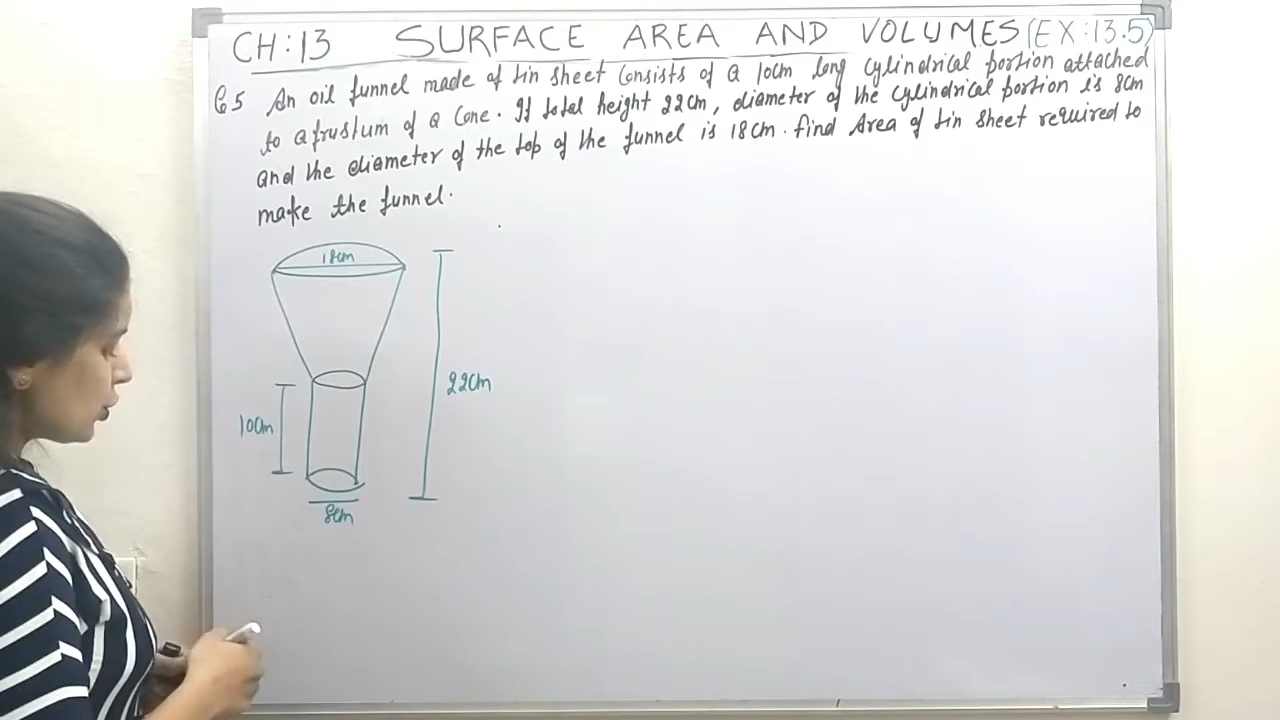 CH:13 SURFACE AREA AND VOLUMES (EX:13.5)
Q5 An oil funnel made of tin sheet consists of a 10cm long cylindrical portion attached
to a frustum of a cone. If total height 22cm, diameter of the cylindrical portion is 8cm
and the diameter of the top of the funnel is 18cm. find Area of tin sheet required to
make the funnel.
18cm
22cm
10cm
8cm